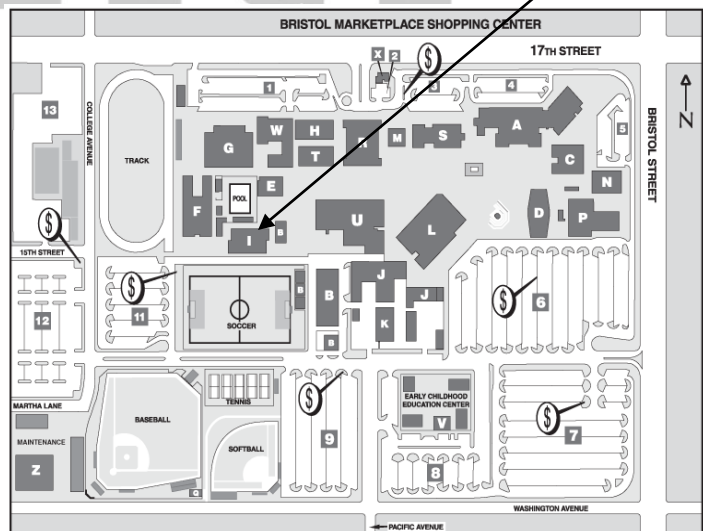 BRISTOL MARKETPLACE SHOPPING CENTER
17TH STREET
X 2
$
1
3
4
13
COLLEGE AVENUE
TRACK
G
W
H
T
R
M
S
A
5
BRISTOL STREET
N
E
C
N
POOL
F
I
B
U
L
D
P
$
15TH STREET
$
11
B
SOCCER
B
J
J
K
B
$
6
12
MARTHA LANE
TENNIS
$
BASEBALL
EARLY CHILDHOOD
EDUCATION CENTER
V
$
7
MAINTENANCE
SOFTBALL
9
Z
8
Q
WASHINGTON AVENUE
PACIFIC AVENUE